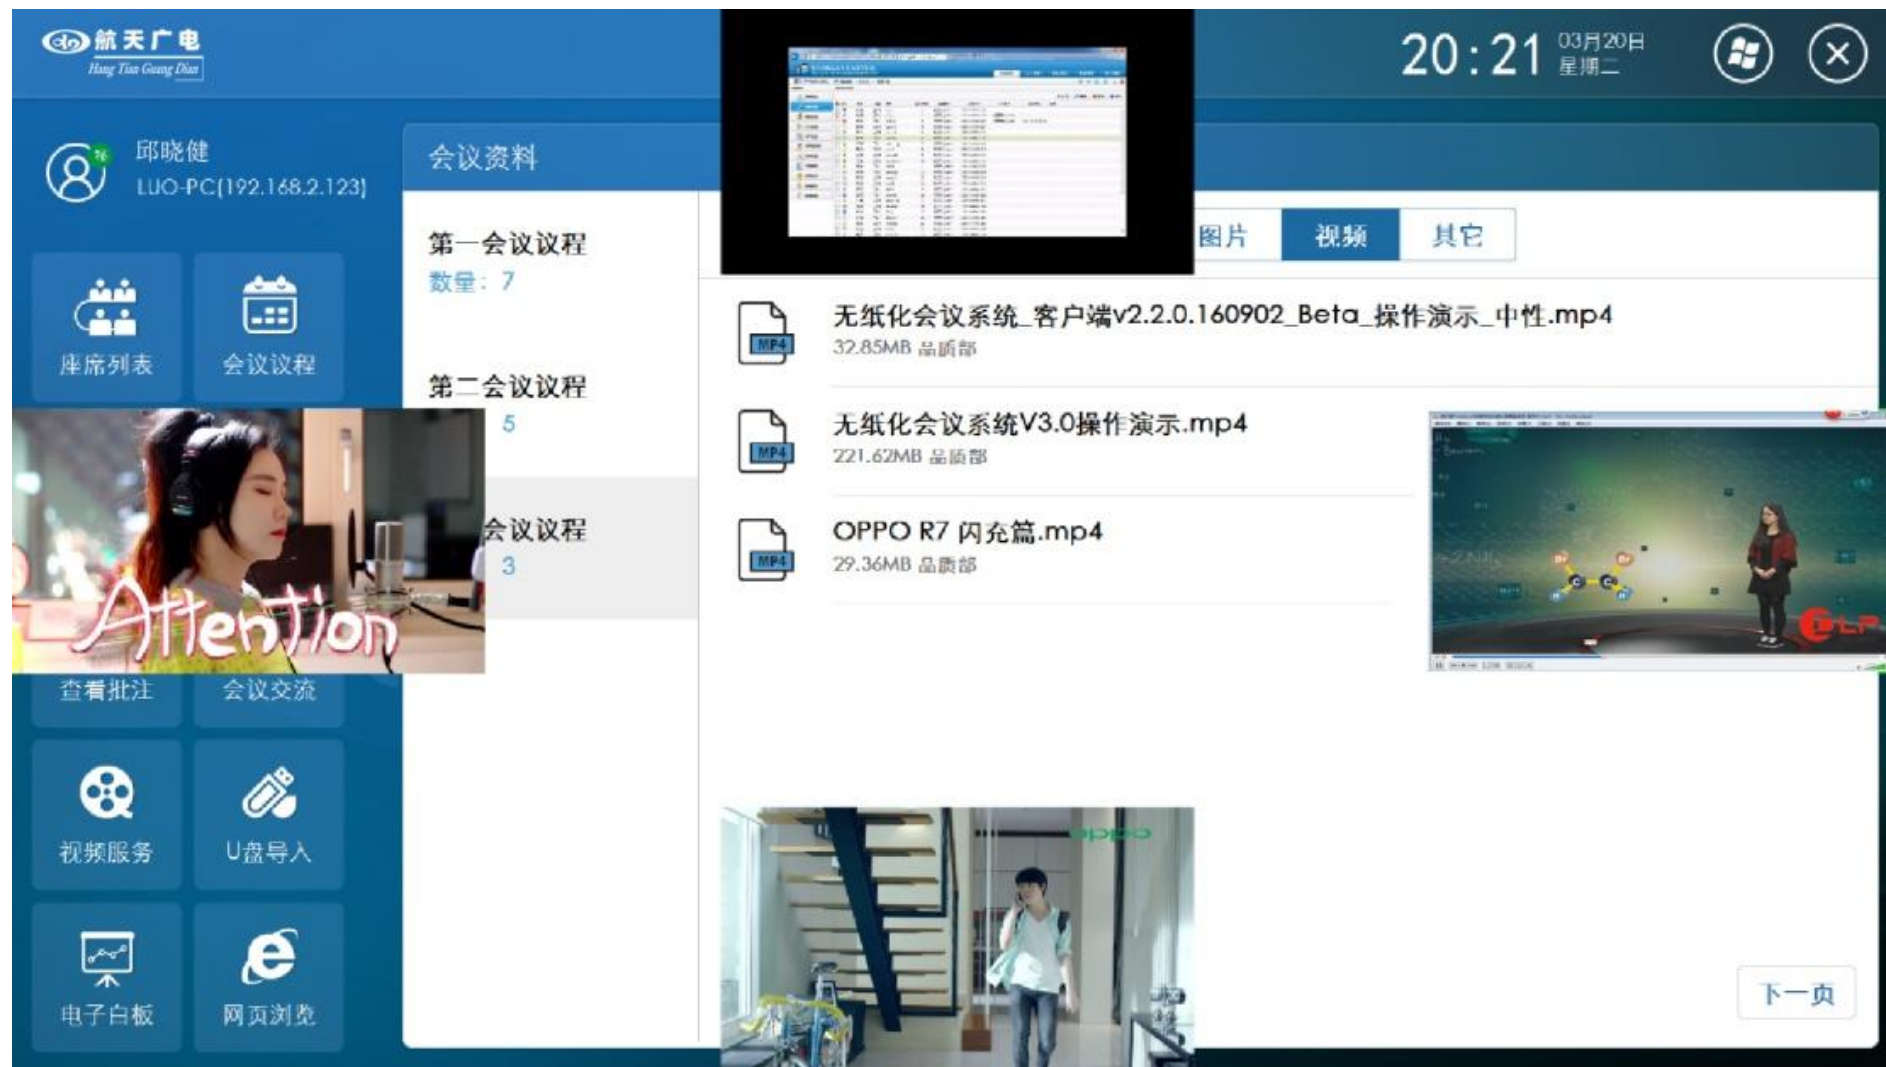 航天广电
Hang Tian Guang Dian
20:21
03月20日
星期二
邱晓健
LUO-PC(192.168.2.123)
会议资料
图片
视频
其它
座席列表
会议议程
查看批注
会议交流
视频服务
U盘导入
电子白板
网页浏览
第一会议议程
数量: 7
第二会议议程
5
会议议程
3
MP4
无纸化会议系统_客户端v2.2.0.160902_Beta_操作演示_中性.mp4
32.85MB 品质部
MP4
无纸化会议系统V3.0操作演示.mp4
221.62MB 品质部
MP4
OPPO R7 闪充篇.mp4
29.36MB 品质部
Attention
oppo
下一页